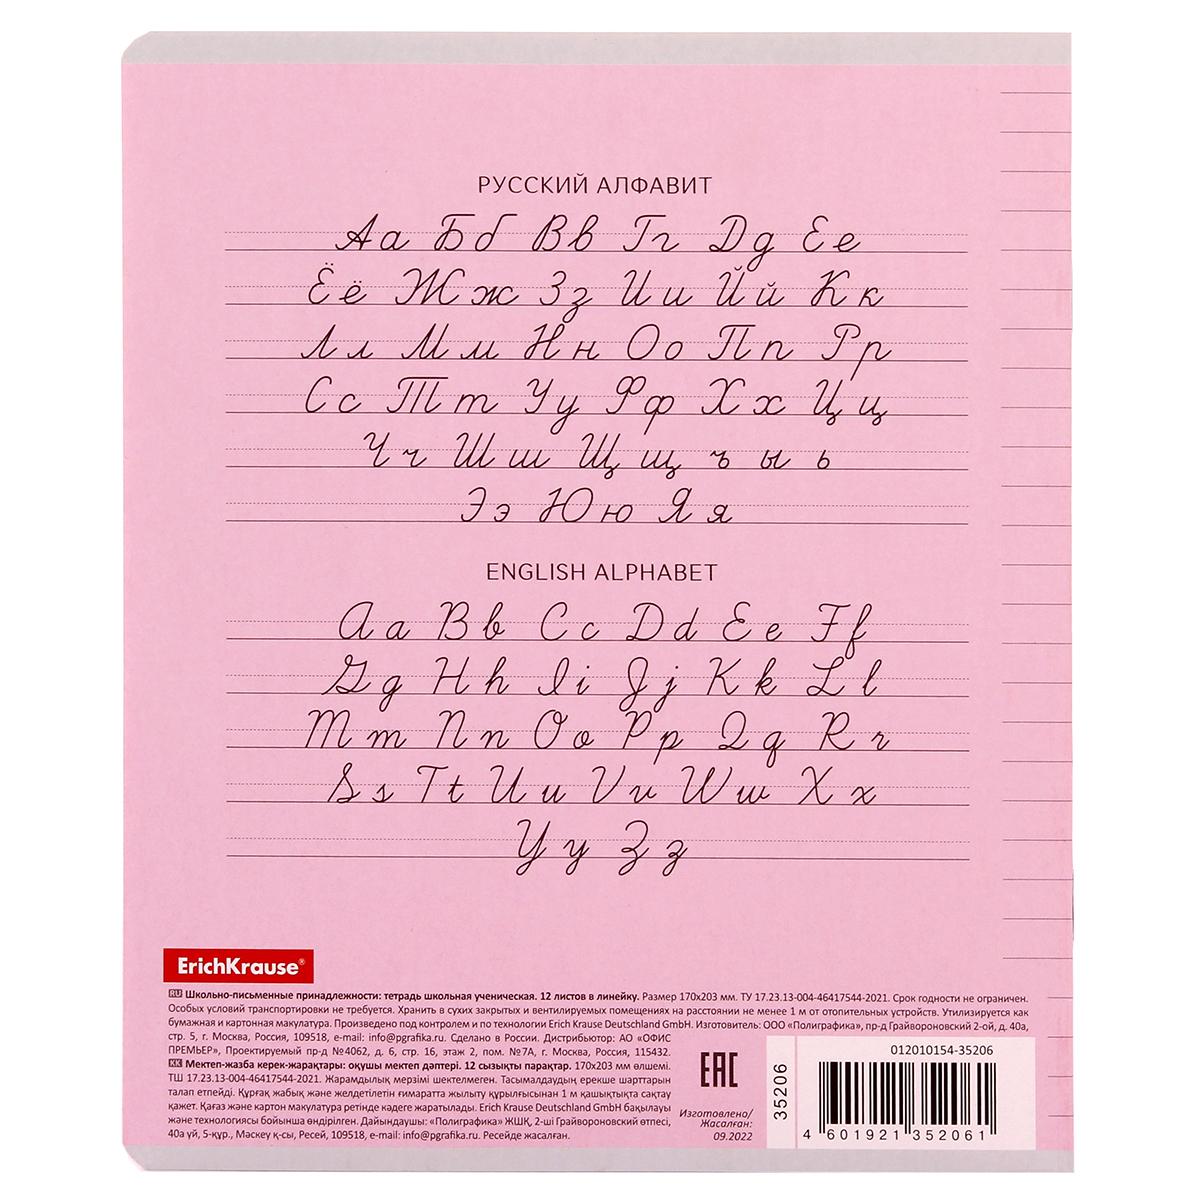 РУССКИЙ АЛФАВИТ
Аа Бб Вв Гг Дд Ее
Ёё Жж Зз Ии Йй Кк
Лл Мм Нн Оо Пп Рр
Сс Тт Уу Фф Хх Цц
Чч Шш Щщ ъ ы ь
Ээ Юю Яя
ENGLISH ALPHABET
Aa Bb Cc Dd Ee Ff
Gg Hh Ii Jj Kk Ll
Mm Nn Oo Pp Qq Rr
Ss Tt Uu Vv Ww Xx
Yy Zz
ErichKrause®
RU Школьно-письменные принадлежности: тетрадь школьная ученическая. 12 листов в линейку. Размер 170х203 мм. ТУ 17.23.13-004-46417544-2021. Срок годности не ограничен.
Особых условий транспортировки не требуется. Хранить в сухих закрытых и вентилируемых помещениях на расстоянии не менее 1 м от отопительных устройств. Утилизируется как
бумажная и картонная макулатура. Произведено под контролем и по технологии Erich Krause Deutschland GmbH. Изготовитель: ООО «Полиграфика», пр-д Грайвороновский 2-ой, д. 40а,
стр. 5, г. Москва, Россия, 109518, e-mail: info@pgrafika.ru. Сделано в России. Дистрибьютор: АО «ОФИС
ПРЕМЬЕР», Проектируемый пр-д №4062, д. 6, стр. 16, этаж 2, пом. №7А, г. Москва, Россия, 115432.
KK Мектеп-жазба керек-жарақтары: оқушы мектеп дәптері. 12 сызықты парақтар. 170х203 мм өлшемі.
ТШ 17.23.13-004-46417544-2021. Жарамдылық мерзімі шектелмеген. Тасымалдаудың ерекше шарттарын
талап етпейді. Құрғақ жабық және желдетілетін ғимаратта жылыту құрылғысынан 1 м қашықтықта сақтау
қажет. Қағаз және картон макулатура ретінде кәдеге жаратылады. Erich Krause Deutschland GmbH бақылауы
және технологиясы бойынша өндірілген. Дайындаушы: «Полиграфика» ЖШҚ, 2-ші Грайвороновский өтпесі,
40а үй, 5-құр., Мәскеу қ-сы, Ресей, 109518, e-mail: info@pgrafika.ru. Ресейде жасалған.
EAC
Изготовлено/
Жасалған:
09.2022
35206
012010154-35206
4 601921 352061